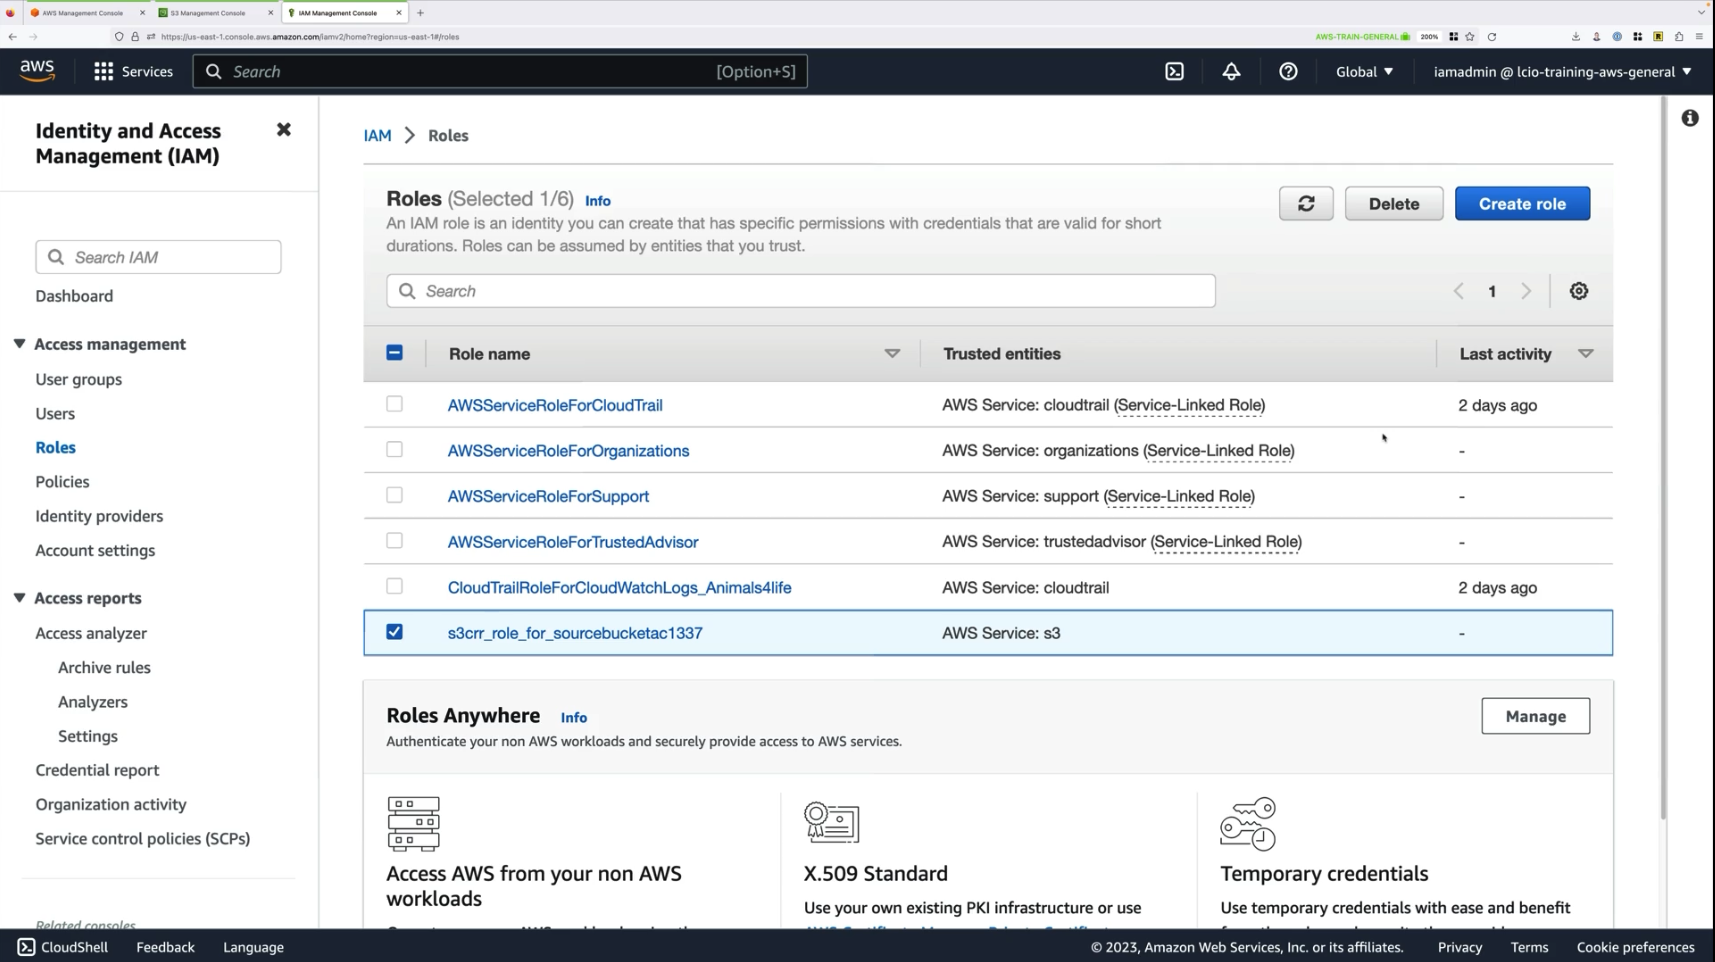 AWS Management Console
S3 Management Console
IAM Management Console
https://us-east-1.console.aws.amazon.com/iamv2/home?region=us-east-1#/roles
AWS-TRAIN-GENERAL
200%
aws
Services
Search
[Option+S]
Global
iamadmin @ lcio-training-aws-general
Identity and Access
Management (IAM)
Search IAM
Dashboard
Access management
User groups
Users
Roles
Policies
Identity providers
Account settings
Access reports
Access analyzer
Archive rules
Analyzers
Settings
Credential report
Organization activity
Service control policies (SCPs)
Related consoles
IAM > Roles
Roles (Selected 1/6) Info
An IAM role is an identity you can create that has specific permissions with credentials that are valid for short
durations. Roles can be assumed by entities that you trust.
Delete
Create role
Search
1
Role name Trusted entities Last activity
AWSServiceRoleForCloudTrail AWS Service: cloudtrail (Service-Linked Role) 2 days ago
AWSServiceRoleForOrganizations AWS Service: organizations (Service-Linked Role) -
AWSServiceRoleForSupport AWS Service: support (Service-Linked Role) -
AWSServiceRoleForTrustedAdvisor AWS Service: trustedadvisor (Service-Linked Role) -
CloudTrailRoleForCloudWatchLogs_Animals4life AWS Service: cloudtrail 2 days ago
s3crr_role_for_sourcebucketac1337 AWS Service: s3 -
Roles Anywhere Info
Authenticate your non AWS workloads and securely provide access to AWS services.
Manage
Access AWS from your non AWS
workloads
X.509 Standard
Use your own existing PKI infrastructure or use
Temporary credentials
Use temporary credentials with ease and benefit
CloudShell Feedback Language
© 2023, Amazon Web Services, Inc. or its affiliates. Privacy Terms Cookie preferences